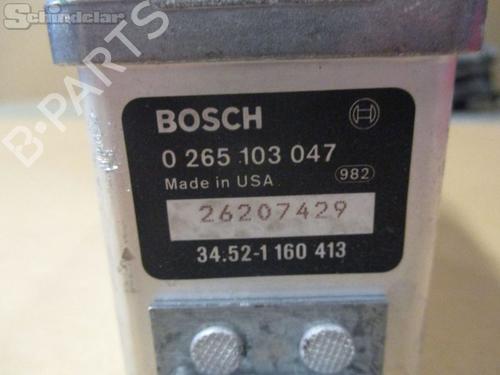 Schindelar
B-PARTS
BOSCH
0 265 103 047
Made in USA
982
26207429
34.52-1 160 413